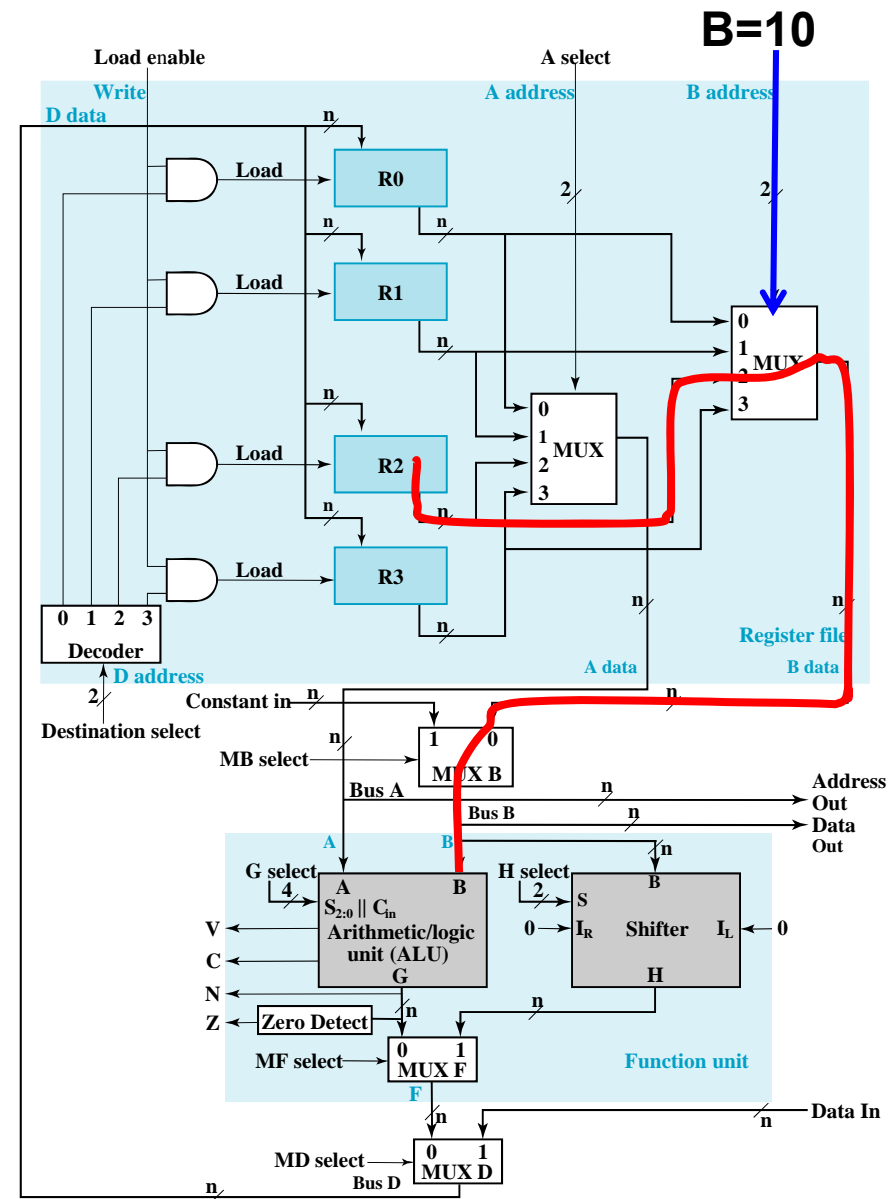 B=10
Load enable
A select
Write
A address
B address
D data
n
Load
R0
2
2
n
n
Load
R1
0
n
1
MUX
2
0
3
n
1
MUX
Load
R2
2
n
3
n
Load
R3
n
n
n
0 1 2 3
Register file
Decoder
A data
B data
D address
Constant in
n
n
2
Destination select
n
1 0
MB select
MUX B
Address
Bus A
n
Out
Bus B
n
Data
Out
A
B
n
G select
H select
A
B
B
4
2
S
S2:0 || Cin
V
Arithmetic/logic
0
IR
Shifter
IL
0
unit (ALU)
C
G
H
N
n
n
Z
Zero Detect
0 1
MF select
MUX F
Function unit
F
n
Data In
n
0 1
MD select
MUX D
Bus D
n